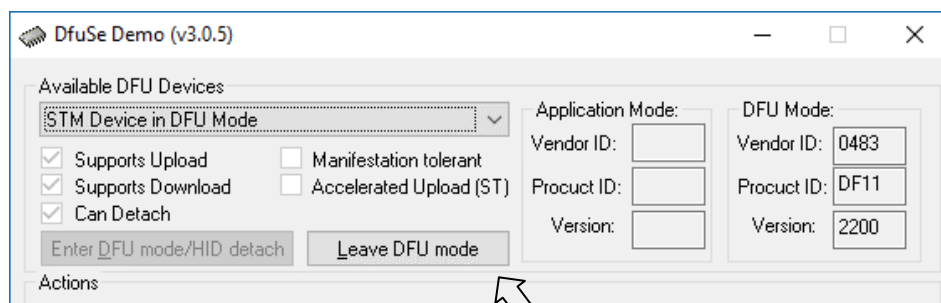 DfuSe Demo (v3.0.5)
Available DFU Devices
STM Device in DFU Mode
Supports Upload
Manifestation tolerant
Supports Download
Accelerated Upload (ST)
Can Detach
Enter DFU mode/HID detach
Leave DFU mode
Application Mode:
Vendor ID:
Procuct ID:
Version:
DFU Mode:
Vendor ID: 0483
Procuct ID: DF11
Version: 2200
Actions